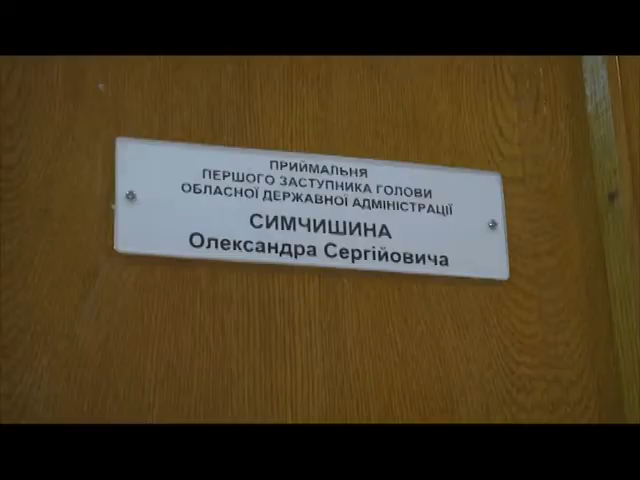 ПРИЙМАЛЬНЯ
ПЕРШОГО ЗАСТУПНИКА ГОЛОВИ
ОБЛАСНОЇ ДЕРЖАВНОЇ АДМІНІСТРАЦІЇ
СИМЧИШИНА
Олександра Сергійовича